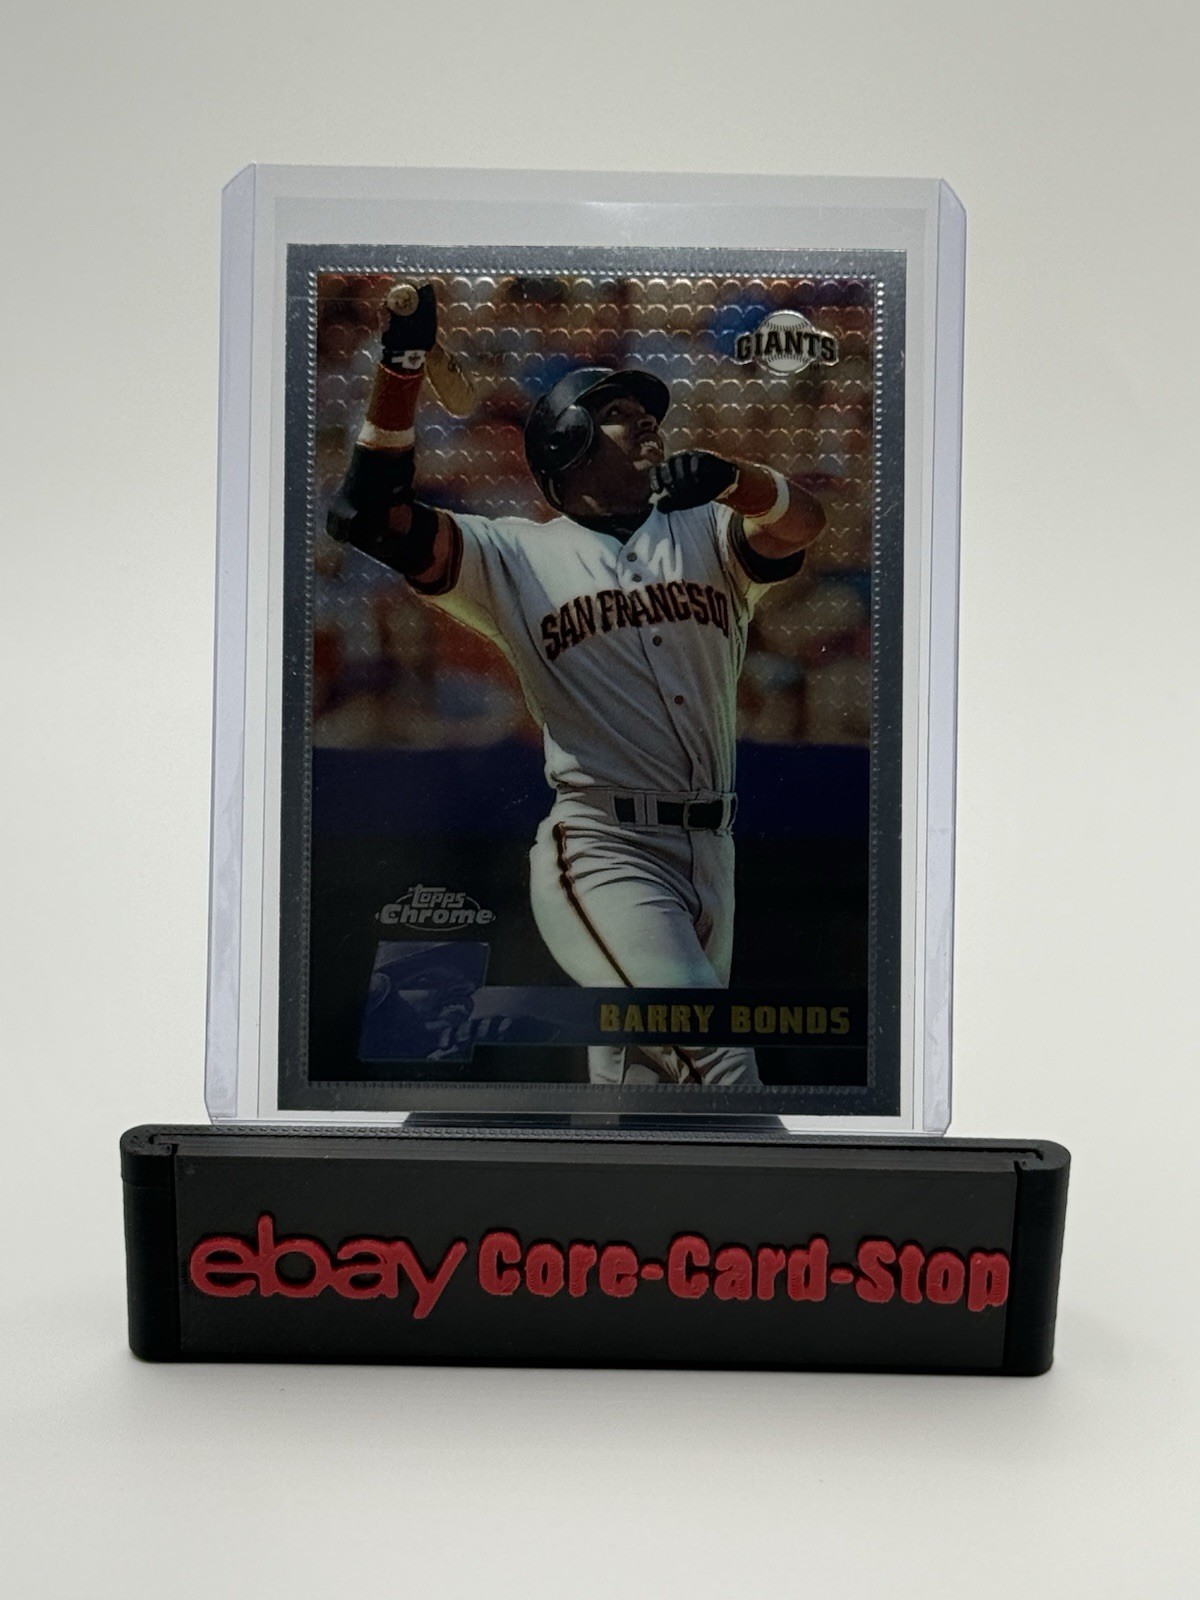 GIANTS
SAN FRANCISCO
Topps
Chrome
BARRY BONDS
ebay Core-Card-Stop